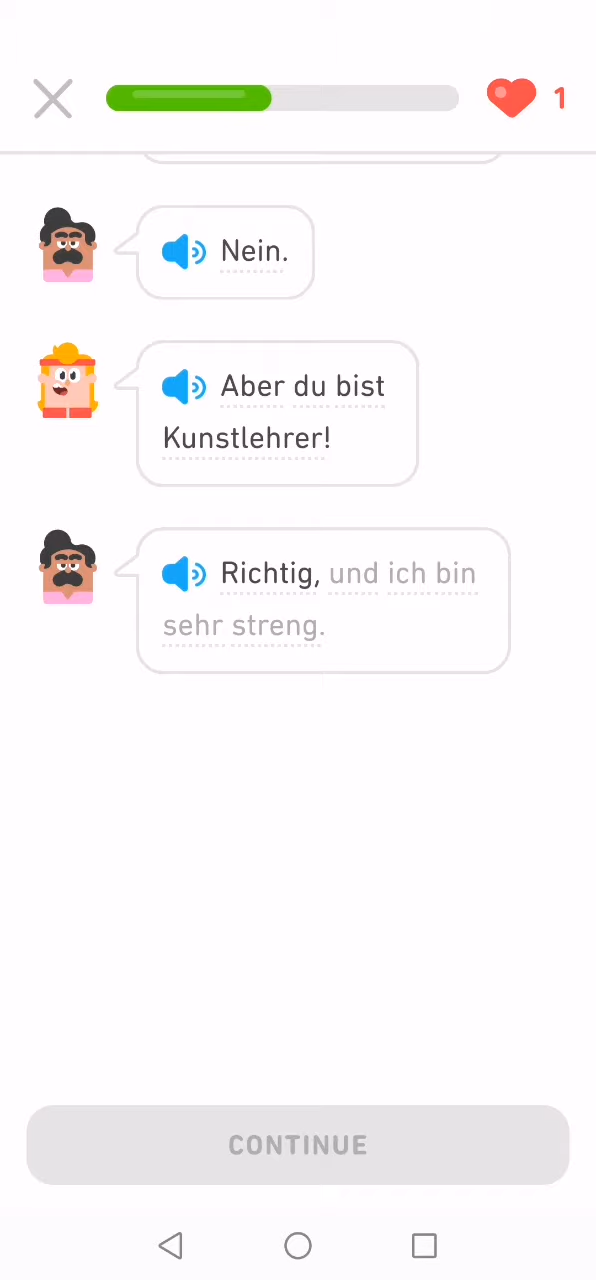 1
Nein.
Aber du bist
Kunstlehrer!
Richtig, und ich bin
sehr streng.
CONTINUE